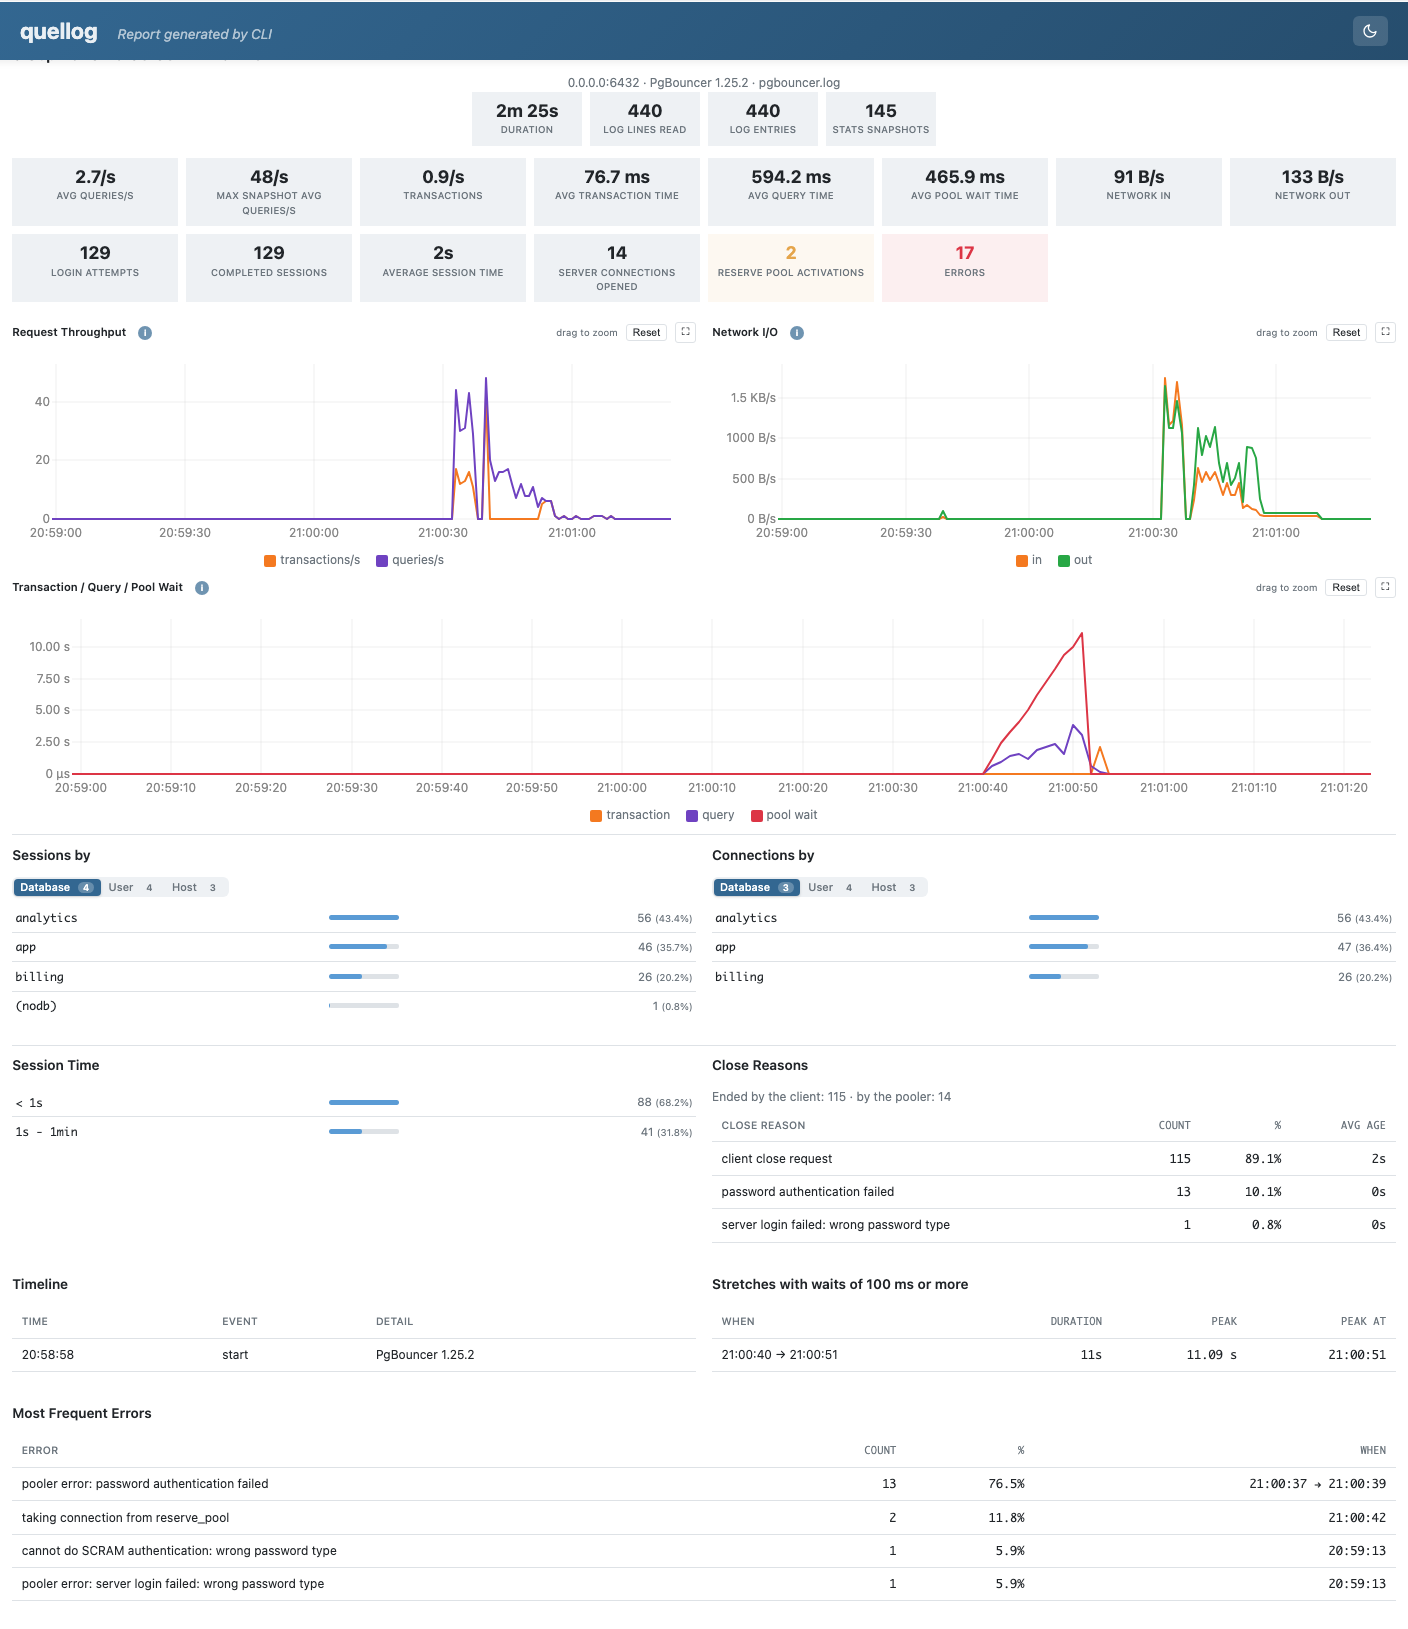 quellog Report generated by CLI
0.0.0.0:6432 · PgBouncer 1.25.2 · pgbouncer.log
2m 25s 440 440 145
DURATION LOG LINES READ LOG ENTRIES STATS SNAPSHOTS
2.7/s 48/s 0.9/s 76.7 ms 594.2 ms 465.9 ms 91 B/s 133 B/s
AVG QUERIES/S MAX SNAPSHOT AVG QUERIES/S TRANSACTIONS AVG TRANSACTION TIME AVG QUERY TIME AVG POOL WAIT TIME NETWORK IN NETWORK OUT
129 129 2s 14 2 17
LOGIN ATTEMPTS COMPLETED SESSIONS AVERAGE SESSION TIME SERVER CONNECTIONS OPENED RESERVE POOL ACTIVATIONS ERRORS
Request Throughput i drag to zoom Reset
40
20
0
20:59:00 20:59:30 21:00:00 21:00:30 21:01:00
transactions/s queries/s
Network I/O i drag to zoom Reset
1.5 KB/s
1000 B/s
500 B/s
0 B/s
20:59:00 20:59:30 21:00:00 21:00:30 21:01:00
in out
Transaction / Query / Pool Wait i drag to zoom Reset
10.00 s
7.50 s
5.00 s
2.50 s
0 µs
20:59:00 20:59:10 20:59:20 20:59:30 20:59:40 20:59:50 21:00:00 21:00:10 21:00:20 21:00:30 21:00:40 21:00:50 21:01:00 21:01:10 21:01:20
transaction query pool wait
Sessions by
Database 4 User 4 Host 3
analytics 56 (43.4%)
app 46 (35.7%)
billing 26 (20.2%)
(nodb) 1 (0.8%)
Connections by
Database 3 User 4 Host 3
analytics 56 (43.4%)
app 47 (36.4%)
billing 26 (20.2%)
Session Time
< 1s 88 (68.2%)
1s - 1min 41 (31.8%)
Close Reasons
Ended by the client: 115 · by the pooler: 14
CLOSE REASON COUNT % AVG AGE
client close request 115 89.1% 2s
password authentication failed 13 10.1% 0s
server login failed: wrong password type 1 0.8% 0s
Timeline
TIME EVENT DETAIL
20:58:58 start PgBouncer 1.25.2
Stretches with waits of 100 ms or more
WHEN DURATION PEAK PEAK AT
21:00:40 → 21:00:51 11s 11.09 s 21:00:51
Most Frequent Errors
ERROR COUNT % WHEN
pooler error: password authentication failed 13 76.5% 21:00:37 → 21:00:39
taking connection from reserve_pool 2 11.8% 21:00:42
cannot do SCRAM authentication: wrong password type 1 5.9% 20:59:13
pooler error: server login failed: wrong password type 1 5.9% 20:59:13